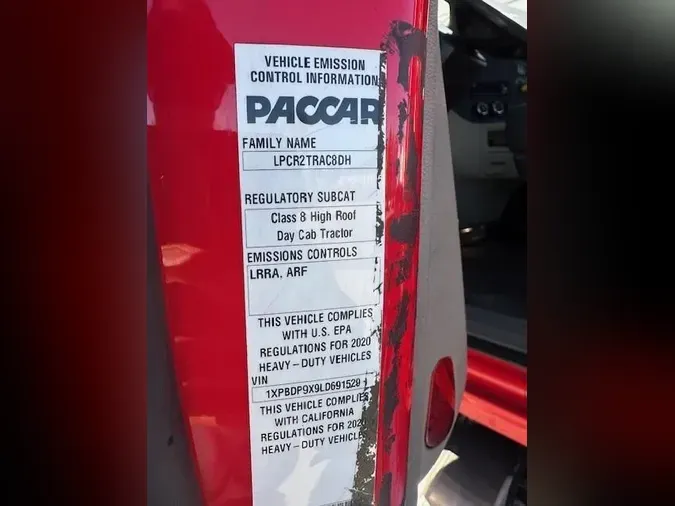 VEHICLE EMISSION
CONTROL INFORMATION
PACCAR
FAMILY NAME
LPCR2TRAC8DH
REGULATORY SUBCAT
Class 8 High Roof
Day Cab Tractor
EMISSIONS CONTROLS
LRRA, ARF
THIS VEHICLE COMPLIES
WITH U.S. EPA
REGULATIONS FOR 2020
HEAVY-DUTY VEHICLES
VIN
1XPBDP9X9LD691529
THIS VEHICLE COMPLIES
WITH CALIFORNIA
REGULATIONS FOR 2020
HEAVY-DUTY VEHICLES